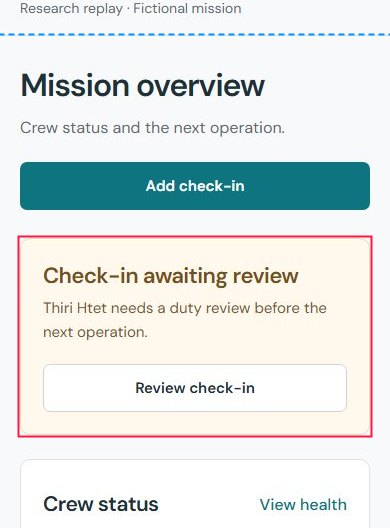 Research replay · Fictional mission
Mission overview
Crew status and the next operation.
Add check-in
Check-in awaiting review
Thiri Htet needs a duty review before the
next operation.
Review check-in
Crew status
View health